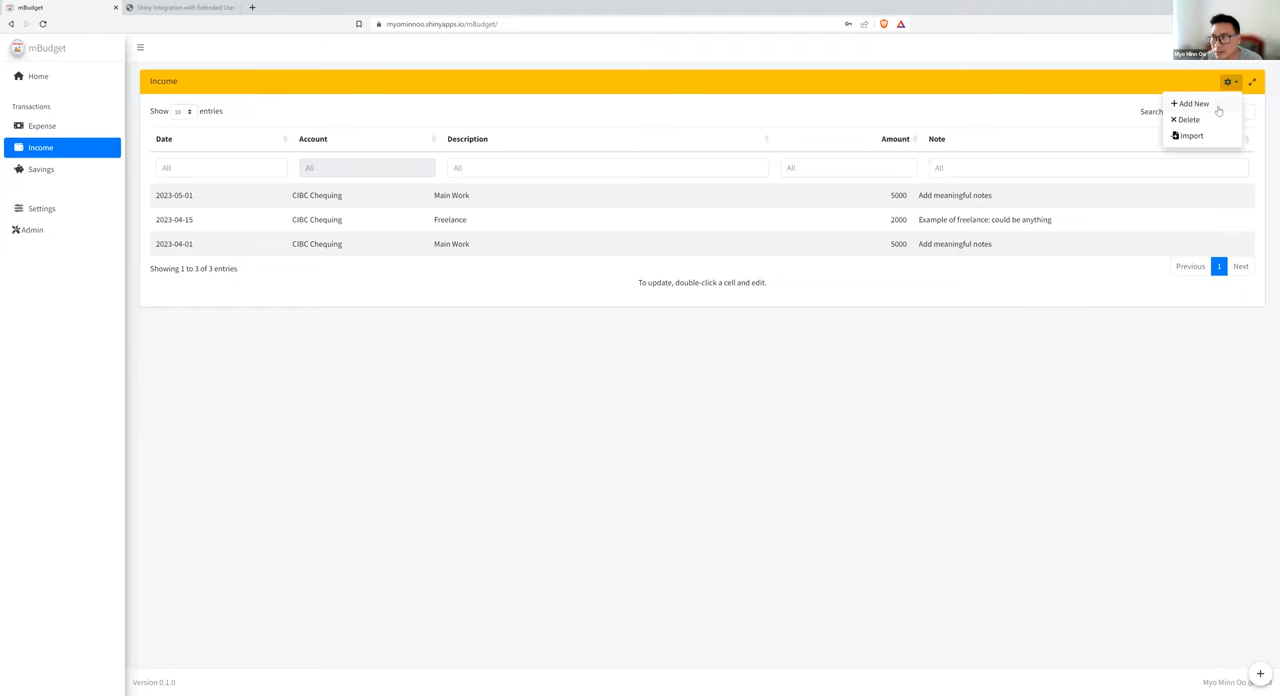 mBudget
Shiny Integration with Extended User
myominnoo.shinyapps.io/mBudget/
Myo Minn Oo
mBudget
Home
Transactions
Expense
Income
Savings
Settings
Admin
Income
Show 10 entries
Search
Add New
Delete
Import
Date Account Description Amount Note
All All All All All
2023-05-01 CIBC Chequing Main Work 5000 Add meaningful notes
2023-04-15 CIBC Chequing Freelance 2000 Example of freelance: could be anything
2023-04-01 CIBC Chequing Main Work 5000 Add meaningful notes
Showing 1 to 3 of 3 entries
Previous 1 Next
To update, double-click a cell and edit.
Version 0.1.0
Myo Minn Oo